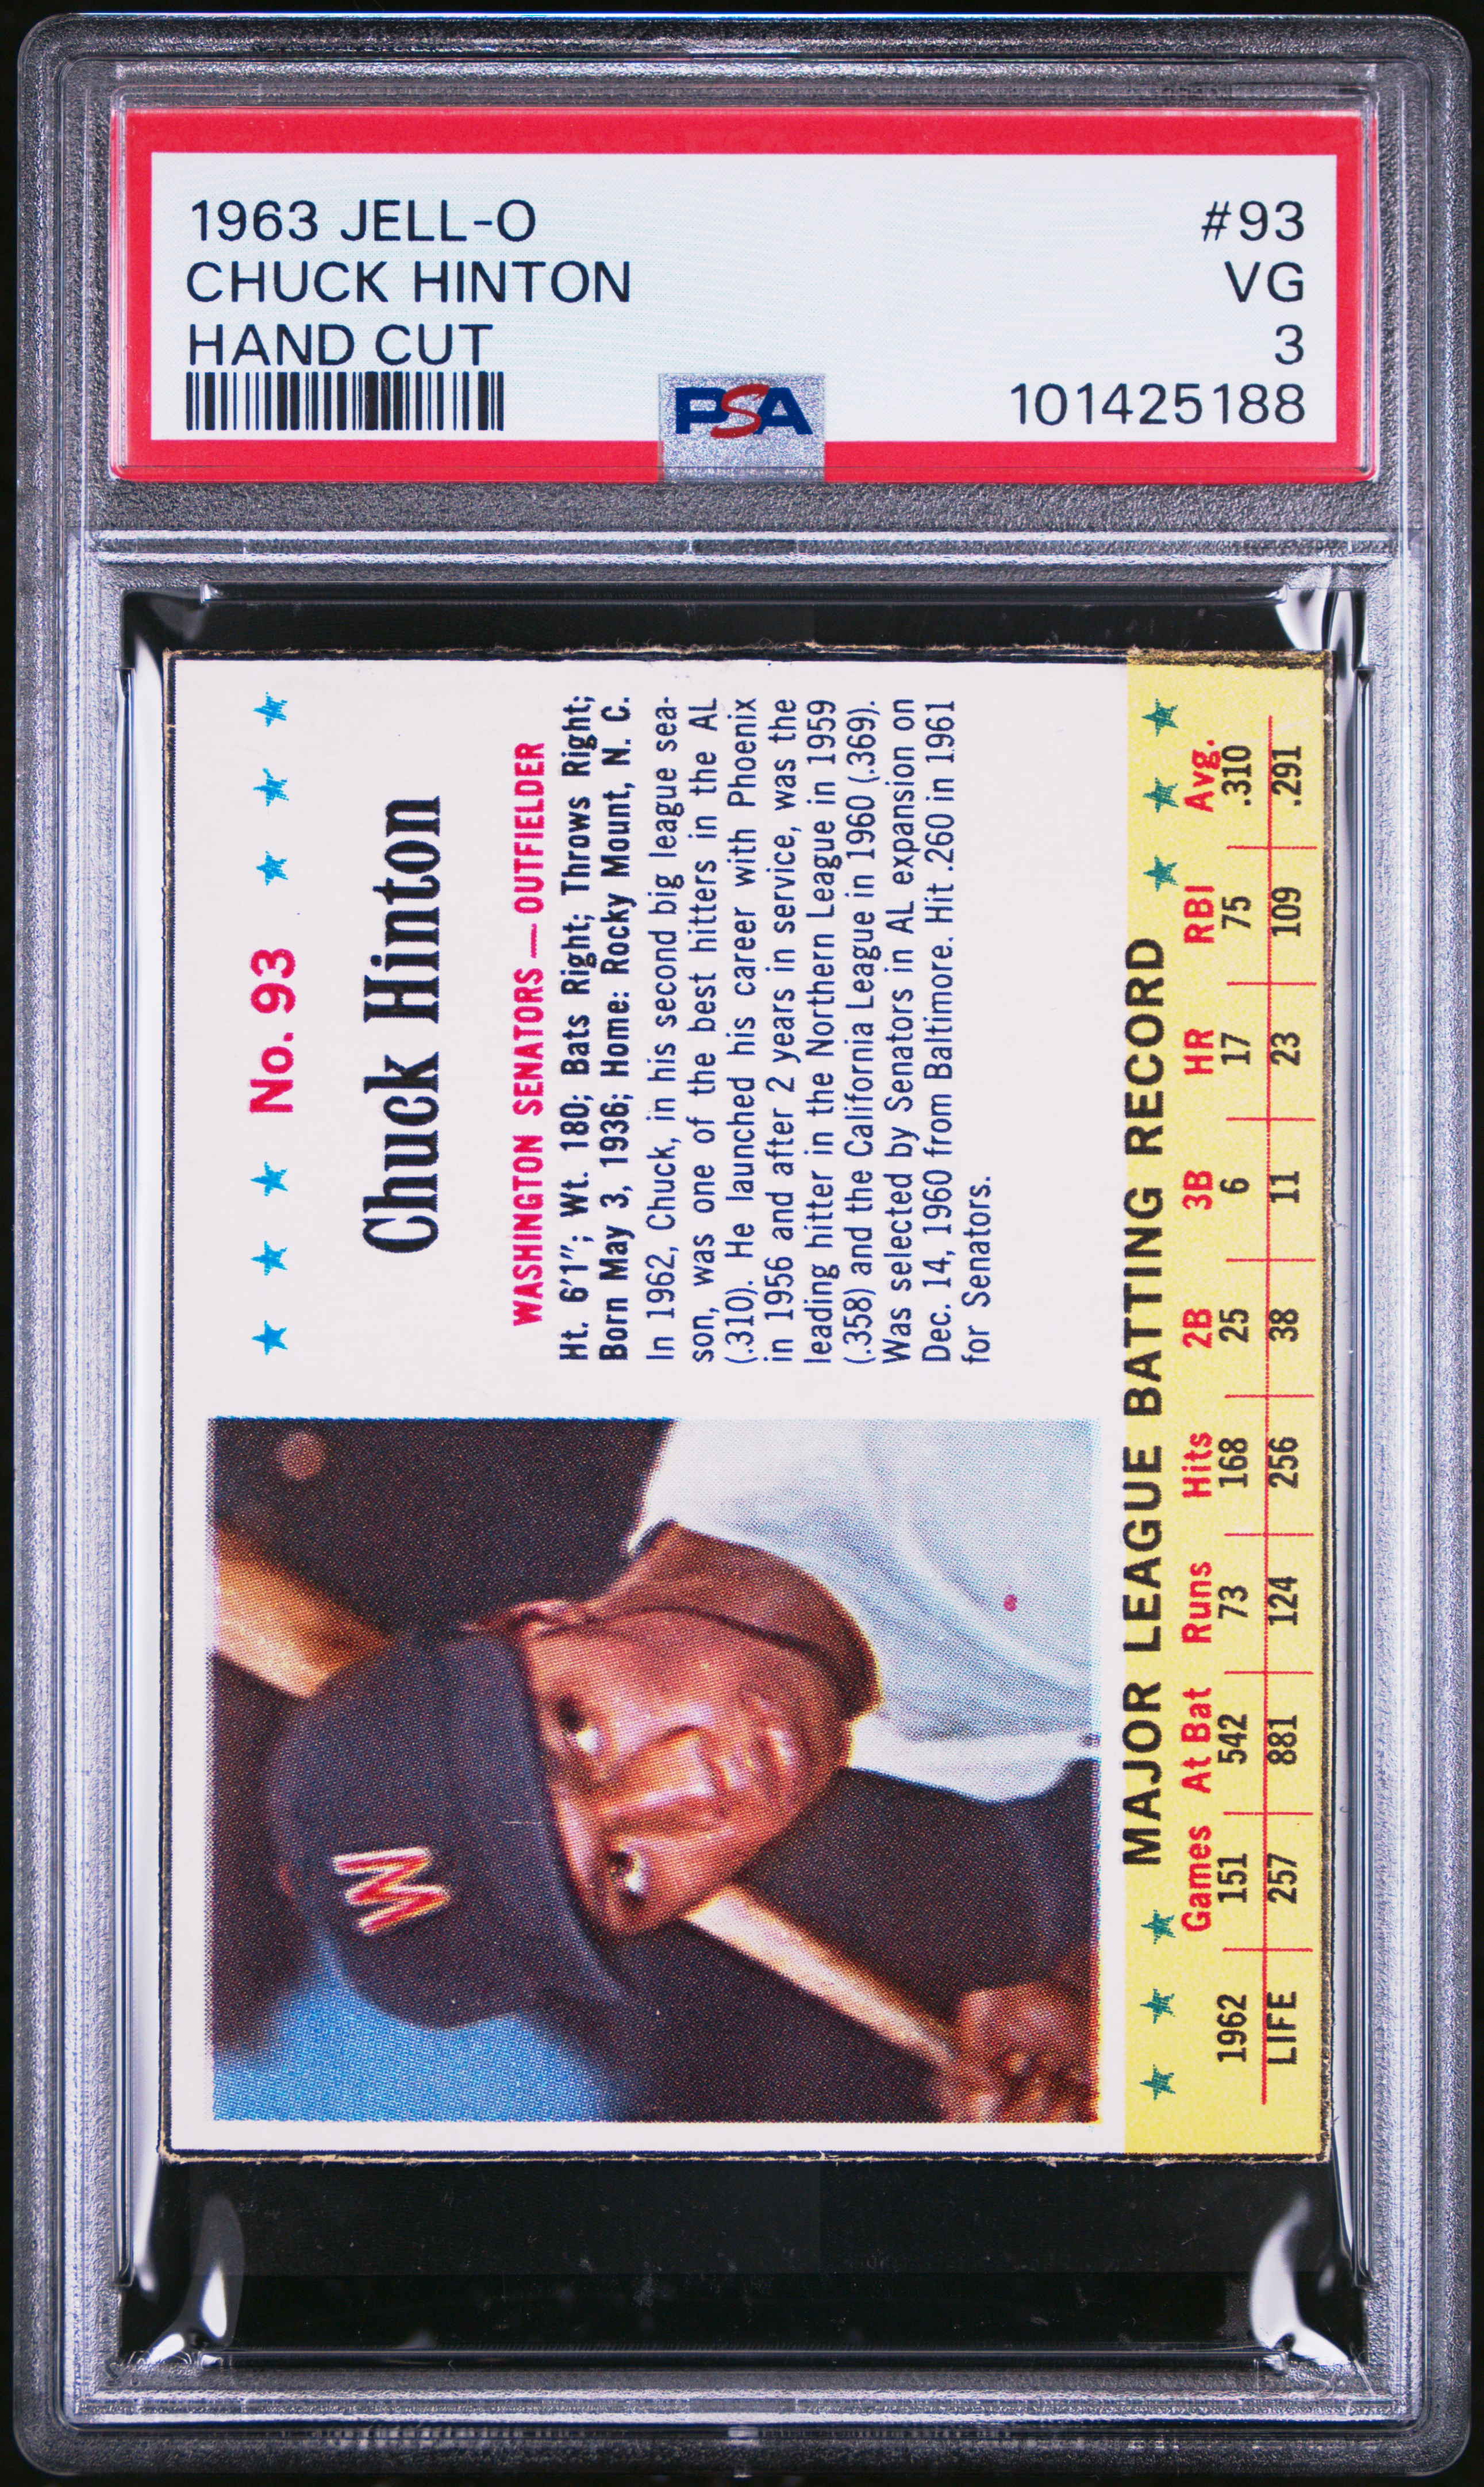 1963 JELL-O #93
CHUCK HINTON VG
HAND CUT 3
PSA 101425188
No. 93
Chuck Hinton
WASHINGTON SENATORS — OUTFIELDER
Ht. 6'1"; Wt. 180; Bats Right; Throws Right;
Born May 3, 1936; Home: Rocky Mount, N. C.
In 1962, Chuck, in his second big league sea-
son, was one of the best hitters in the AL
(.310). He launched his career with Phoenix
in 1956 and after 2 years in service, was the
leading hitter in the Northern League in 1959
(.358) and the California League in 1960 (.369).
Was selected by Senators in AL expansion on
Dec. 14, 1960 from Baltimore. Hit .260 in 1961
for Senators.
W
MAJOR LEAGUE BATTING RECORD
Games At Bat Runs Hits 2B 3B HR RBI Avg.
1962 151 542 73 168 25 6 17 75 .310
LIFE 257 881 124 256 38 11 23 109 .291